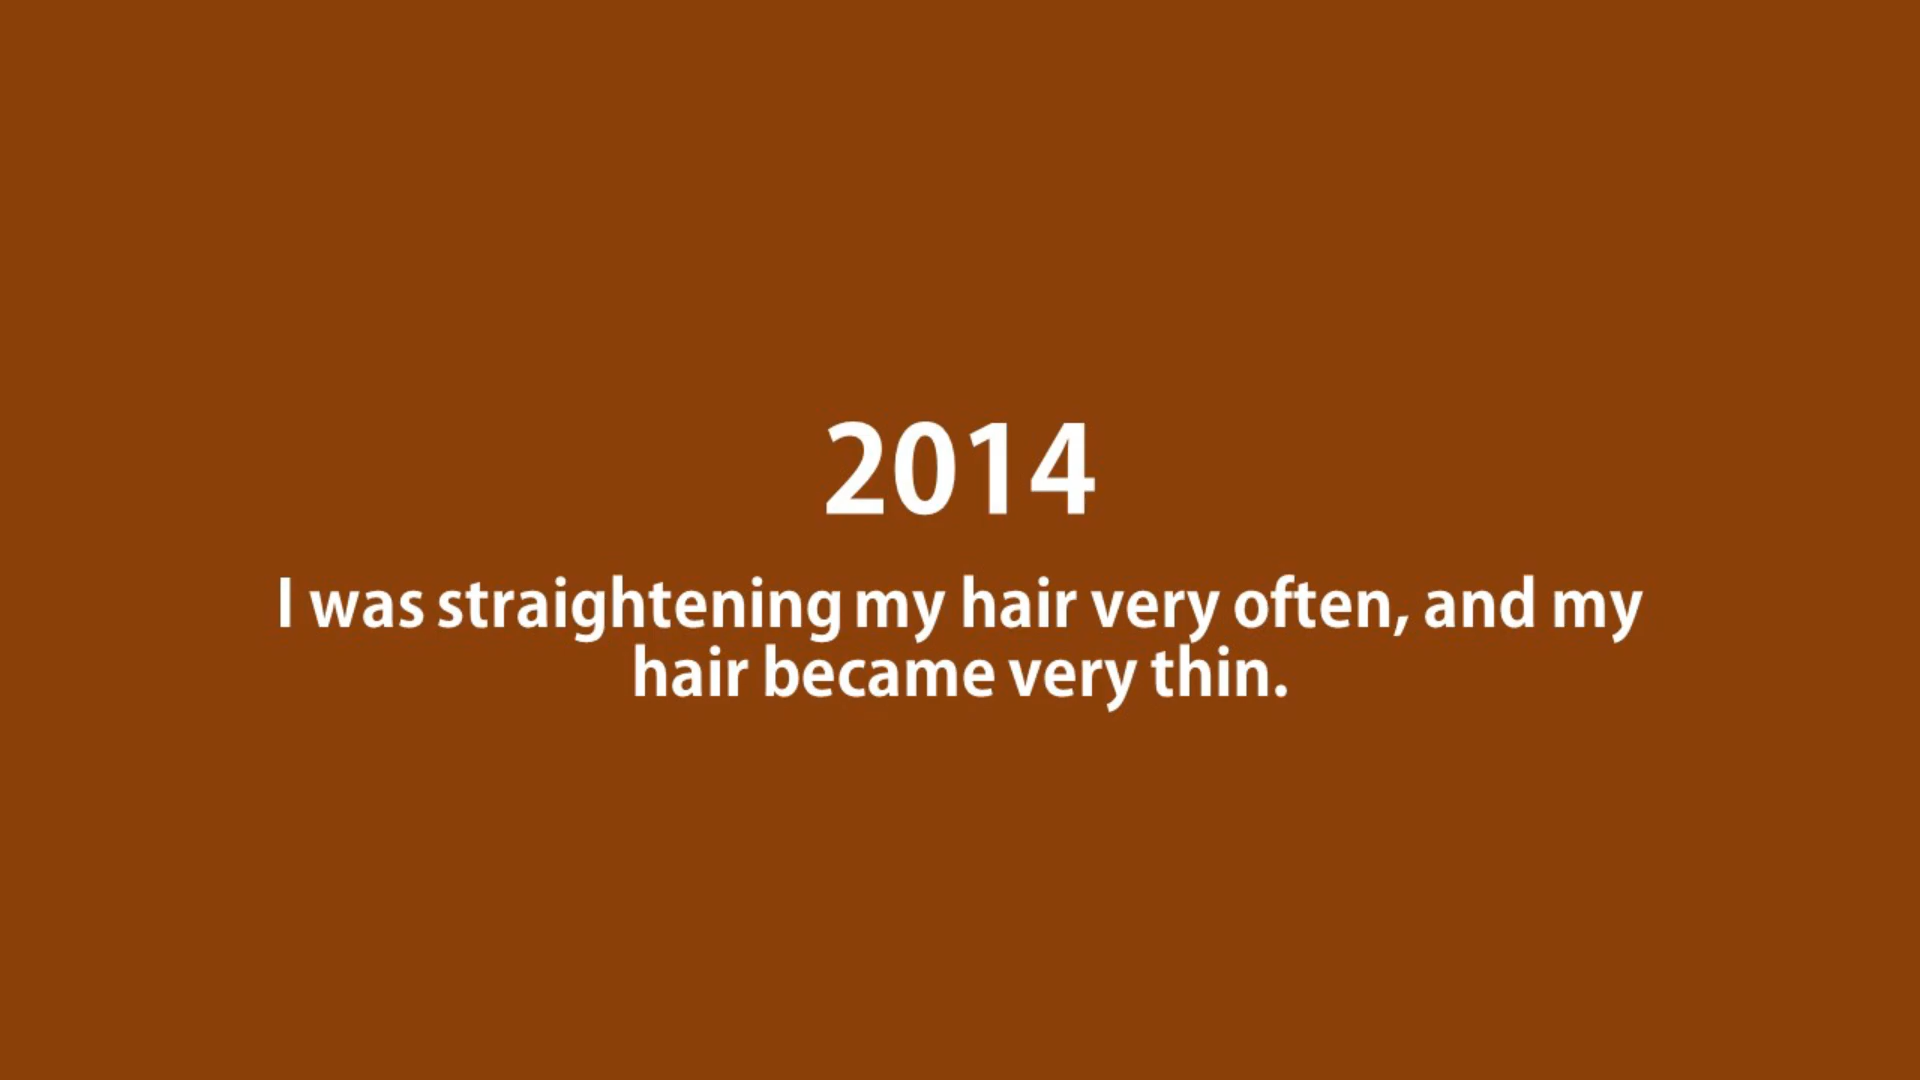 2014
I was straightening my hair very often, and my
hair became very thin.